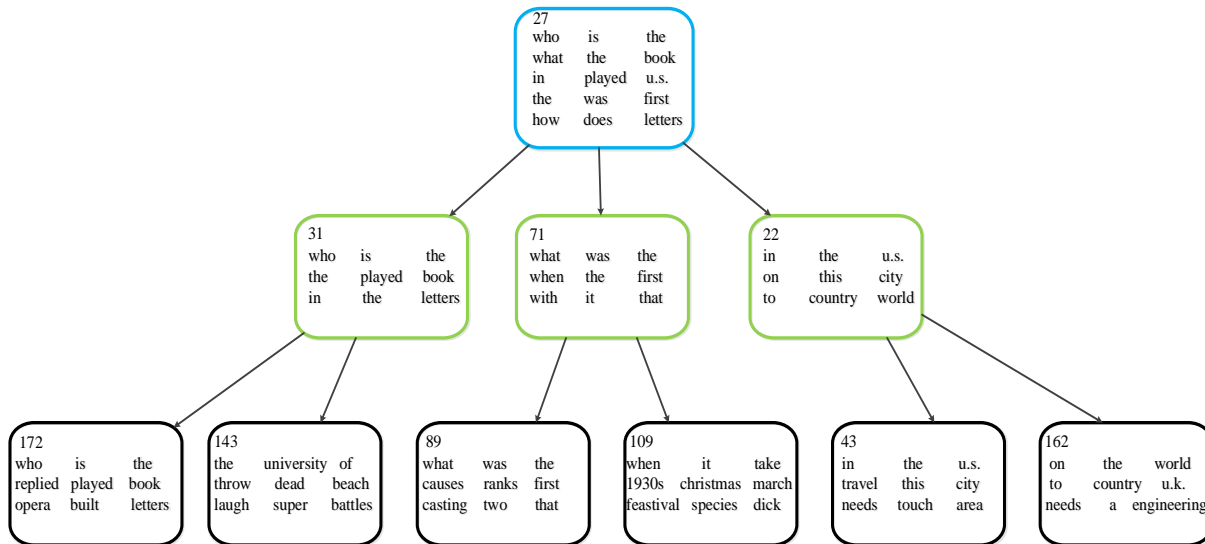 27
who is the
what the book
in played u.s.
the was first
how does letters
31
who is the
the played book
in the letters
71
what was the
when the first
with it that
22
in the u.s.
on this city
to country world
172
who is the
replied played book
opera built letters
143
the university of
throw dead beach
laugh super battles
89
what was the
causes ranks first
casting two that
109
when it take
1930s christmas march
feastival species dick
43
in the u.s.
travel this city
needs touch area
162
on the world
to country u.k.
needs a engineering